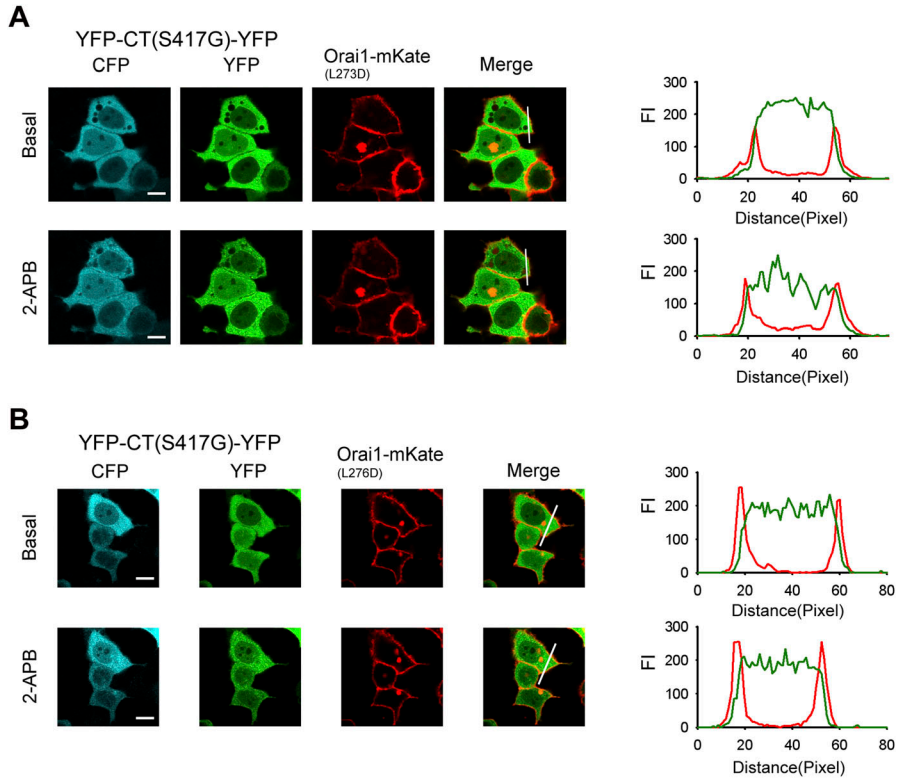 A
YFP-CT(S417G)-YFP
CFP YFP Orai1-mKate Merge
(L273D)
Basal
2-APB
300
200
100
0
FI
0 20 40 60
Distance(Pixel)
300
200
100
0
FI
0 20 40 60
Distance(Pixel)
B
YFP-CT(S417G)-YFP
CFP YFP Orai1-mKate Merge
(L276D)
Basal
2-APB
300
200
100
0
FI
0 20 40 60 80
Distance(Pixel)
300
200
100
0
FI
0 20 40 60 80
Distance(Pixel)